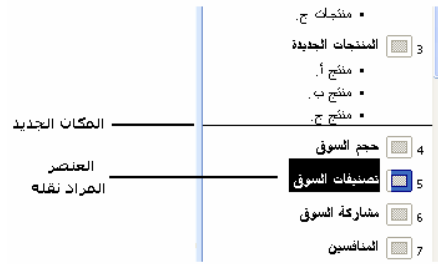 منتجات ج.
3 المنتجات الجديدة
منتج أ.
منتج ب.
منتج ج.
المكان الجديد
4 حجم السوق
العنصر
المراد نقله
5 تصنيفات السوق
6 مشاركة السوق
7 المنافسين